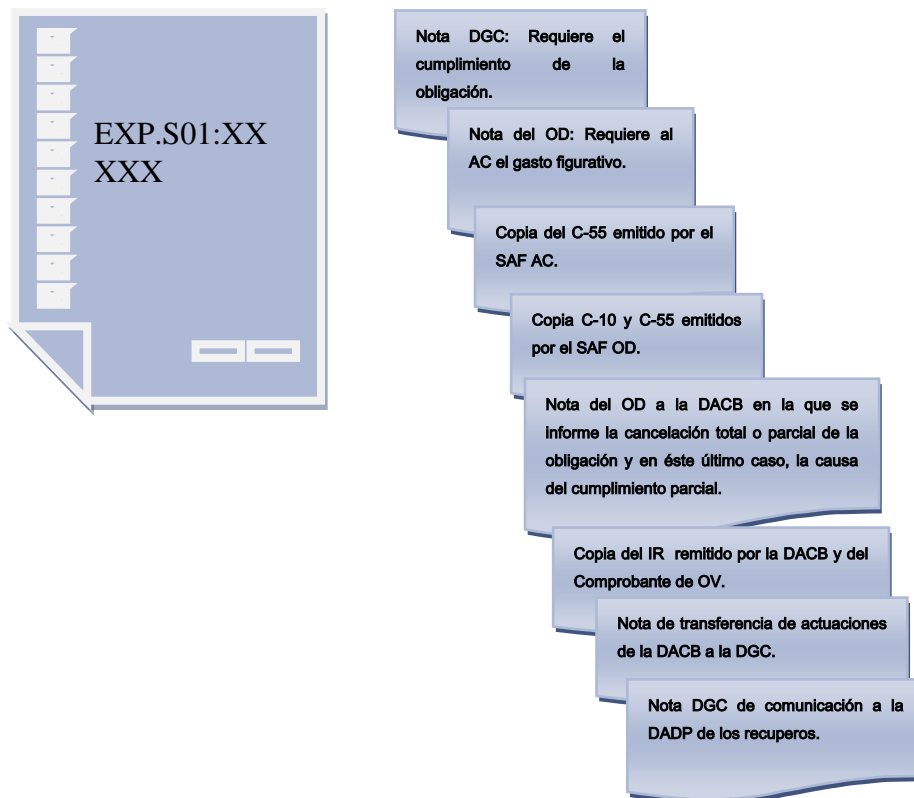 EXP.S01:XX
XXX
Nota DGC: Requiere el
cumplimiento de la
obligación.
Nota del OD: Requiere al
AC el gasto figurativo.
Copia del C-55 emitido por el
SAF AC.
Copia C-10 y C-55 emitidos
por el SAF OD.
Nota del OD a la DACB en la que se
informe la cancelación total o parcial de la
obligación y en éste último caso, la causa
del cumplimiento parcial.
Copia del IR remitido por la DACB y del
Comprobante de OV.
Nota de transferencia de actuaciones
de la DACB a la DGC.
Nota DGC de comunicación a la
DADP de los recuperos.